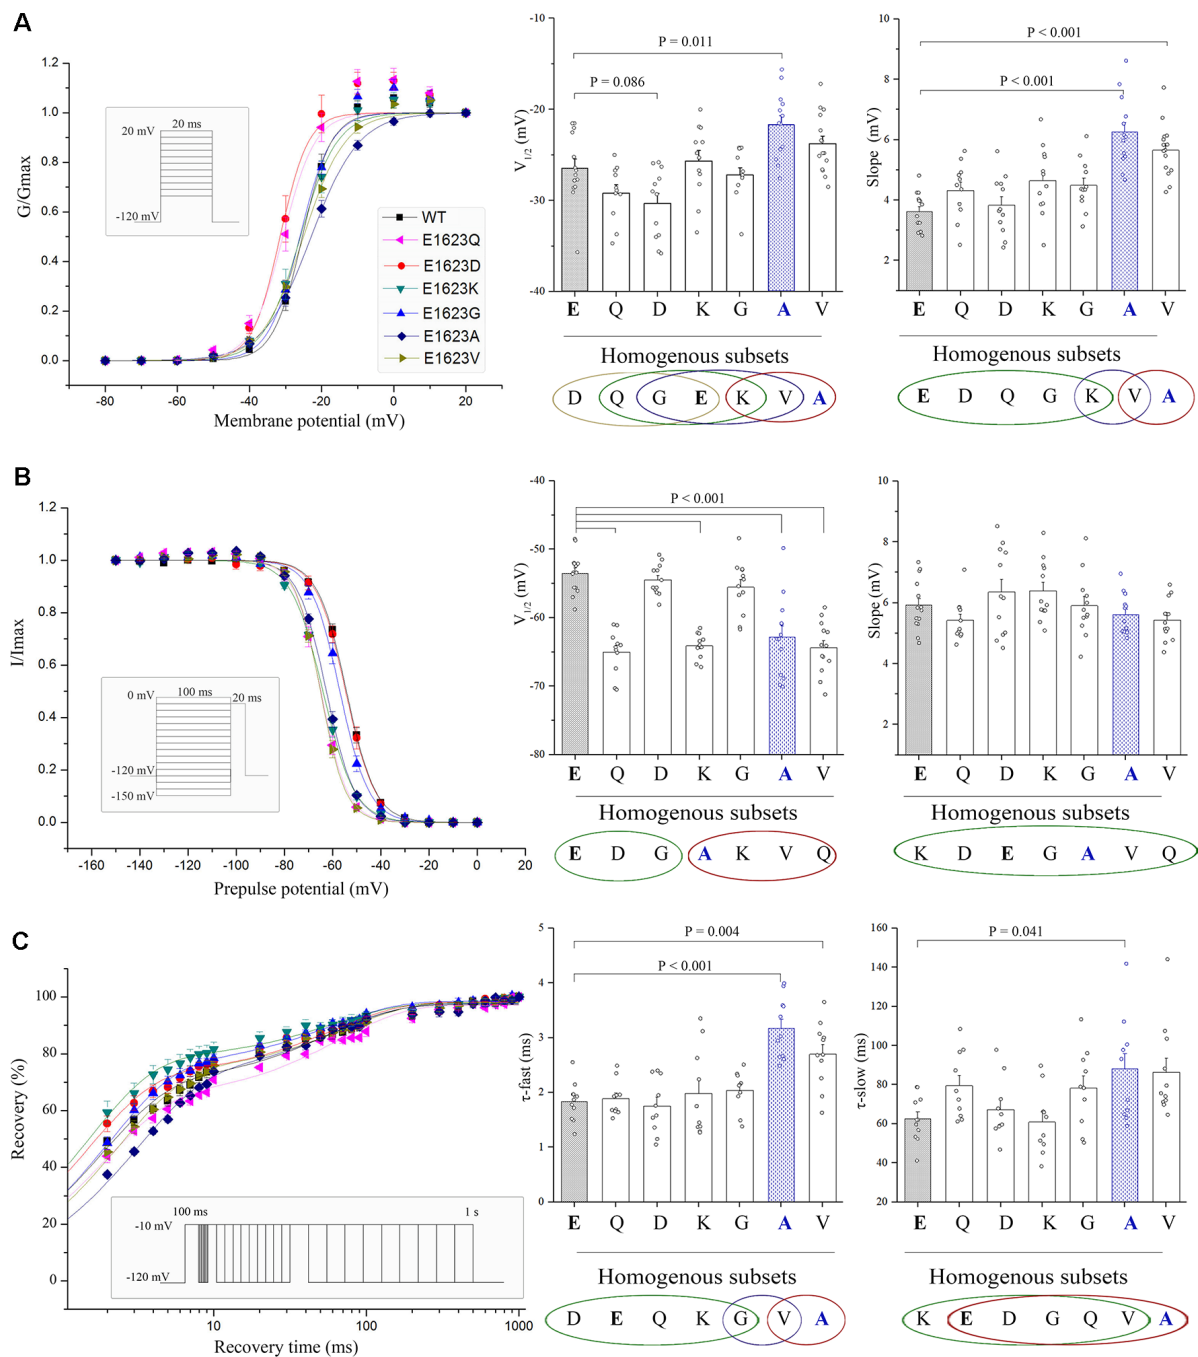 A
G/Gmax
1.2
1.0
0.8
0.6
0.4
0.2
0.0
20 mV
20 ms
-120 mV
WT
E1623Q
E1623D
E1623K
E1623G
E1623A
E1623V
-80 -60 -40 -20 0 20
Membrane potential (mV)
V1/2 (mV)
-10
-20
-30
-40
P = 0.011
P = 0.086
E Q D K G A V
Homogenous subsets
D Q G E K V A
Slope (mV)
10
8
6
4
2
P < 0.001
P < 0.001
E Q D K G A V
Homogenous subsets
E D Q G K V A
B
I/Imax
1.2
1.0
0.8
0.6
0.4
0.2
0.0
0 mV
100 ms
20 ms
-120 mV
-150 mV
-160 -140 -120 -100 -80 -60 -40 -20 0 20
Prepulse potential (mV)
V1/2 (mV)
-40
-50
-60
-70
-80
P < 0.001
E Q D K G A V
Homogenous subsets
E D G A K V Q
Slope (mV)
10
8
6
4
2
E Q D K G A V
Homogenous subsets
K D E G A V Q
C
Recovery (%)
100
80
60
40
20
0
100 ms
1 s
-10 mV
-120 mV
10 100 1000
Recovery time (ms)
τ-fast (ms)
5
4
3
2
1
0
P = 0.004
P < 0.001
E Q D K G A V
Homogenous subsets
D E Q K G V A
τ-slow (ms)
160
140
120
100
80
60
40
20
P = 0.041
E Q D K G A V
Homogenous subsets
K E D G Q V A